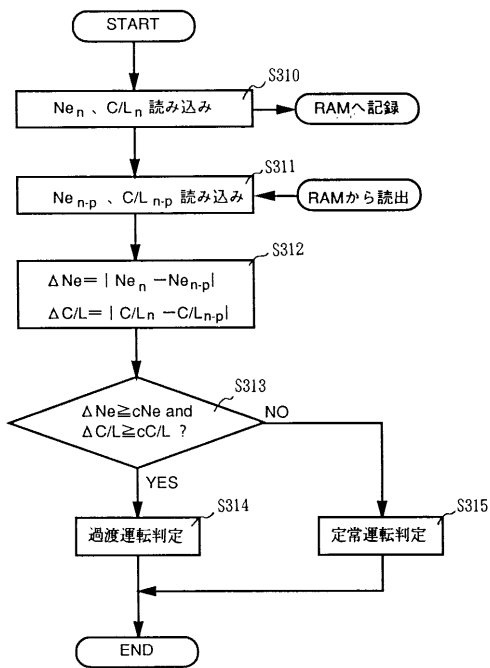 START
S310
Neₙ 、C/Lₙ 読み込み
RAMへ記録
S311
Neₙ₋ₚ 、C/Lₙ₋ₚ 読み込み
RAMから読出
S312
ΔNe=| Neₙ −Neₙ₋ₚ|
ΔC/L=| C/Lₙ −C/Lₙ₋ₚ|
S313
ΔNe≧cNe and
ΔC/L≧cC/L ?
NO
YES
S314
過渡運転判定
S315
定常運転判定
END